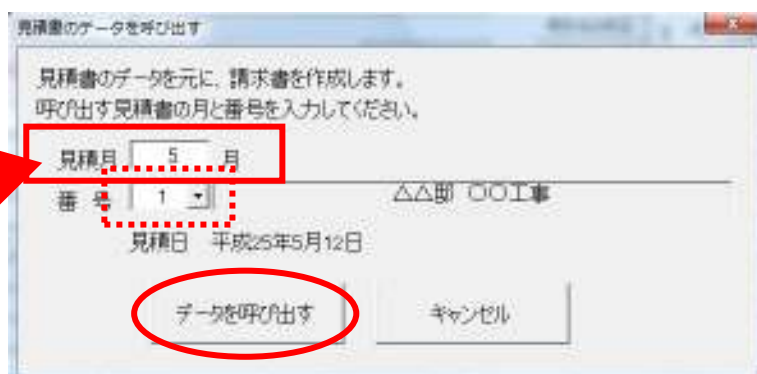 見積書のデータを呼び出す
見積書のデータを元に、請求書を作成します。
呼び出す見積書の月と番号を入力してください。
見積月 5 月
番 号 1 △△邸 〇〇工事
見積日 平成25年5月12日
データを呼び出す キャンセル